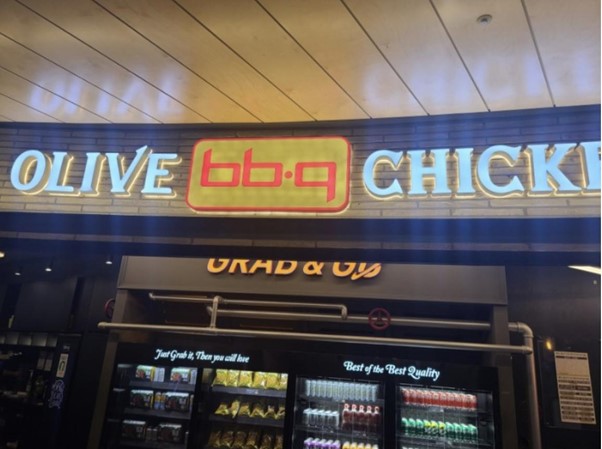 OLIVE bb·q CHICKE
GRAB & GO
Just Grab it, Then you will love
Best of the Best Quality